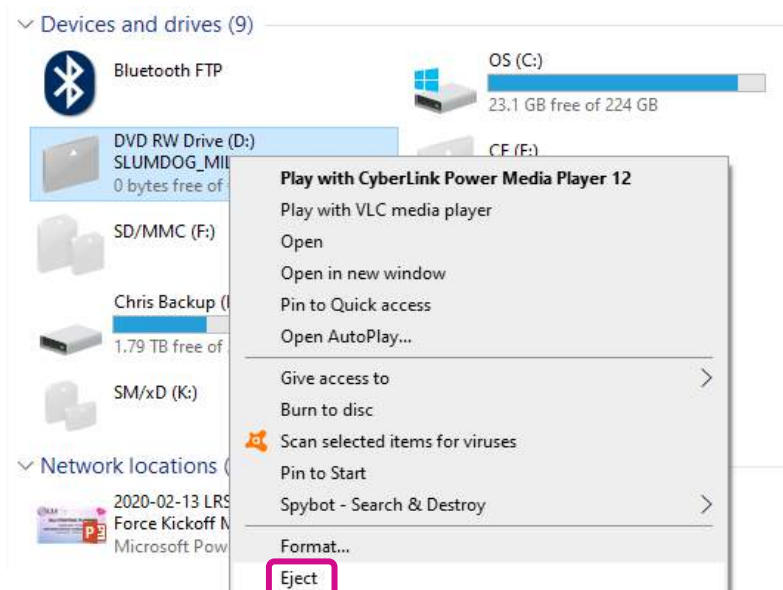 Devices and drives (9)
Bluetooth FTP
OS (C:)
23.1 GB free of 224 GB
DVD RW Drive (D:)
SLUMDOG_MIL
0 bytes free of
CF (E:)
SD/MMC (F:)
Chris Backup (
1.79 TB free of
SM/xD (K:)
Play with CyberLink Power Media Player 12
Play with VLC media player
Open
Open in new window
Pin to Quick access
Open AutoPlay...
Give access to
Burn to disc
Scan selected items for viruses
Pin to Start
Spybot - Search & Destroy
Format...
Eject
Network locations (
2020-02-13 LRS
Force Kickoff
Microsoft Pow